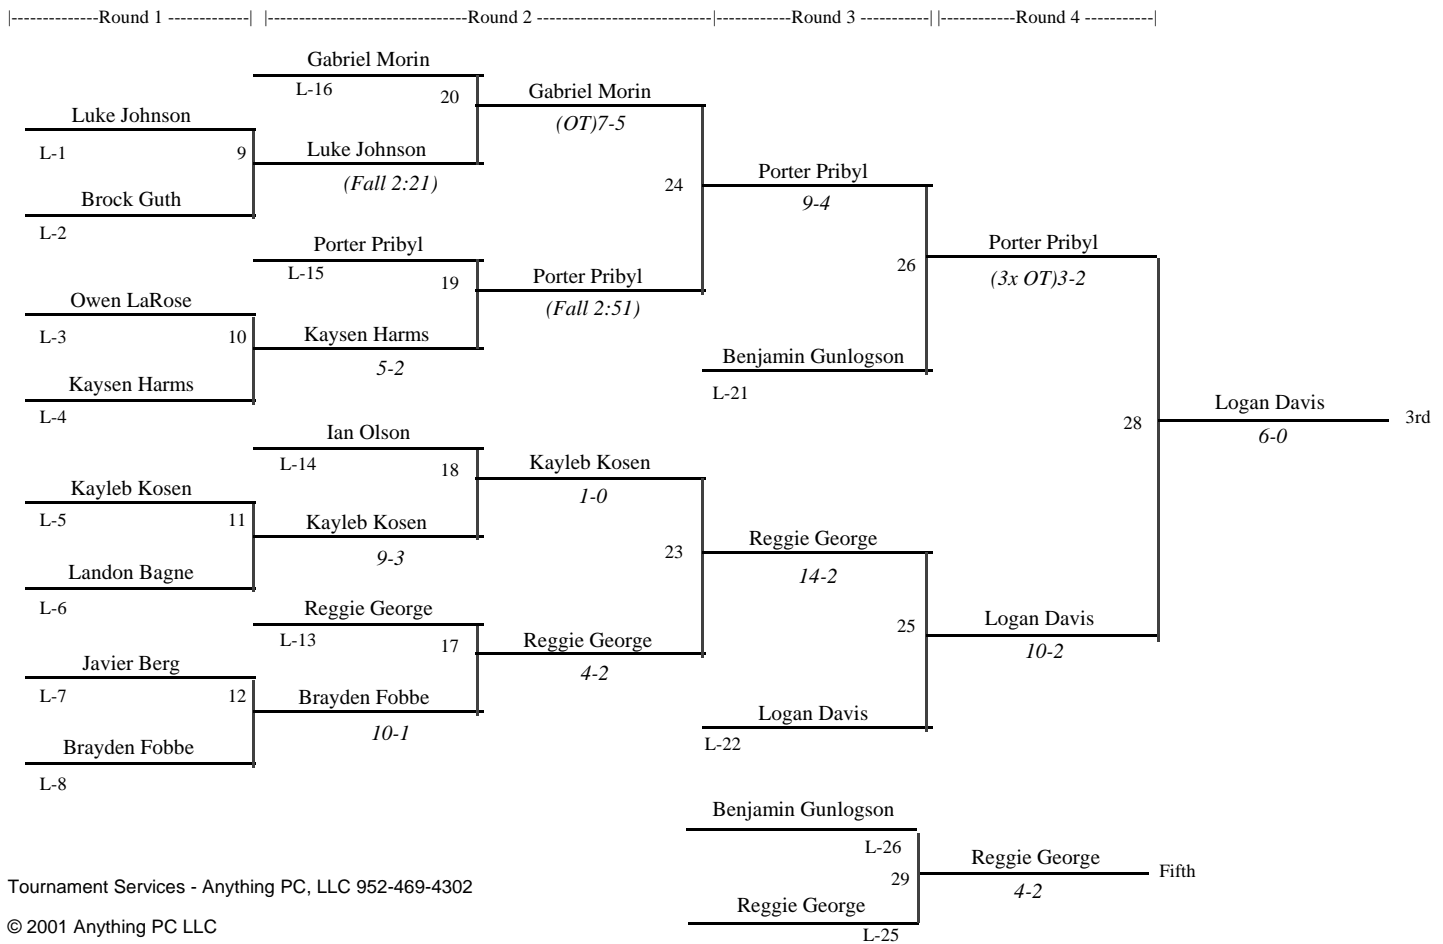 |--------------Round 1 -------------| |--------------------------------Round 2 ----------------------------|------------Round 3 -----------| |------------Round 4 -----------|
Gabriel Morin
L-16
20
Gabriel Morin
(OT)7-5
Luke Johnson
L-1
9
Luke Johnson
(Fall 2:21)
Brock Guth
L-2
24
Porter Pribyl
9-4
Porter Pribyl
L-15
19
Porter Pribyl
(Fall 2:51)
26
Porter Pribyl
(3x OT)3-2
Owen LaRose
L-3
10
Kaysen Harms
5-2
Kaysen Harms
L-4
Benjamin Gunlogson
L-21
28
Logan Davis
6-0
3rd
Ian Olson
L-14
18
Kayleb Kosen
1-0
Kayleb Kosen
L-5
11
Kayleb Kosen
9-3
Landon Bagne
L-6
23
Reggie George
14-2
Reggie George
L-13
17
Reggie George
4-2
25
Logan Davis
10-2
Javier Berg
L-7
12
Brayden Fobbe
10-1
Brayden Fobbe
L-8
Logan Davis
L-22
Benjamin Gunlogson
L-26
29
Reggie George
4-2
Fifth
Reggie George
L-25
Tournament Services - Anything PC, LLC 952-469-4302
© 2001 Anything PC LLC